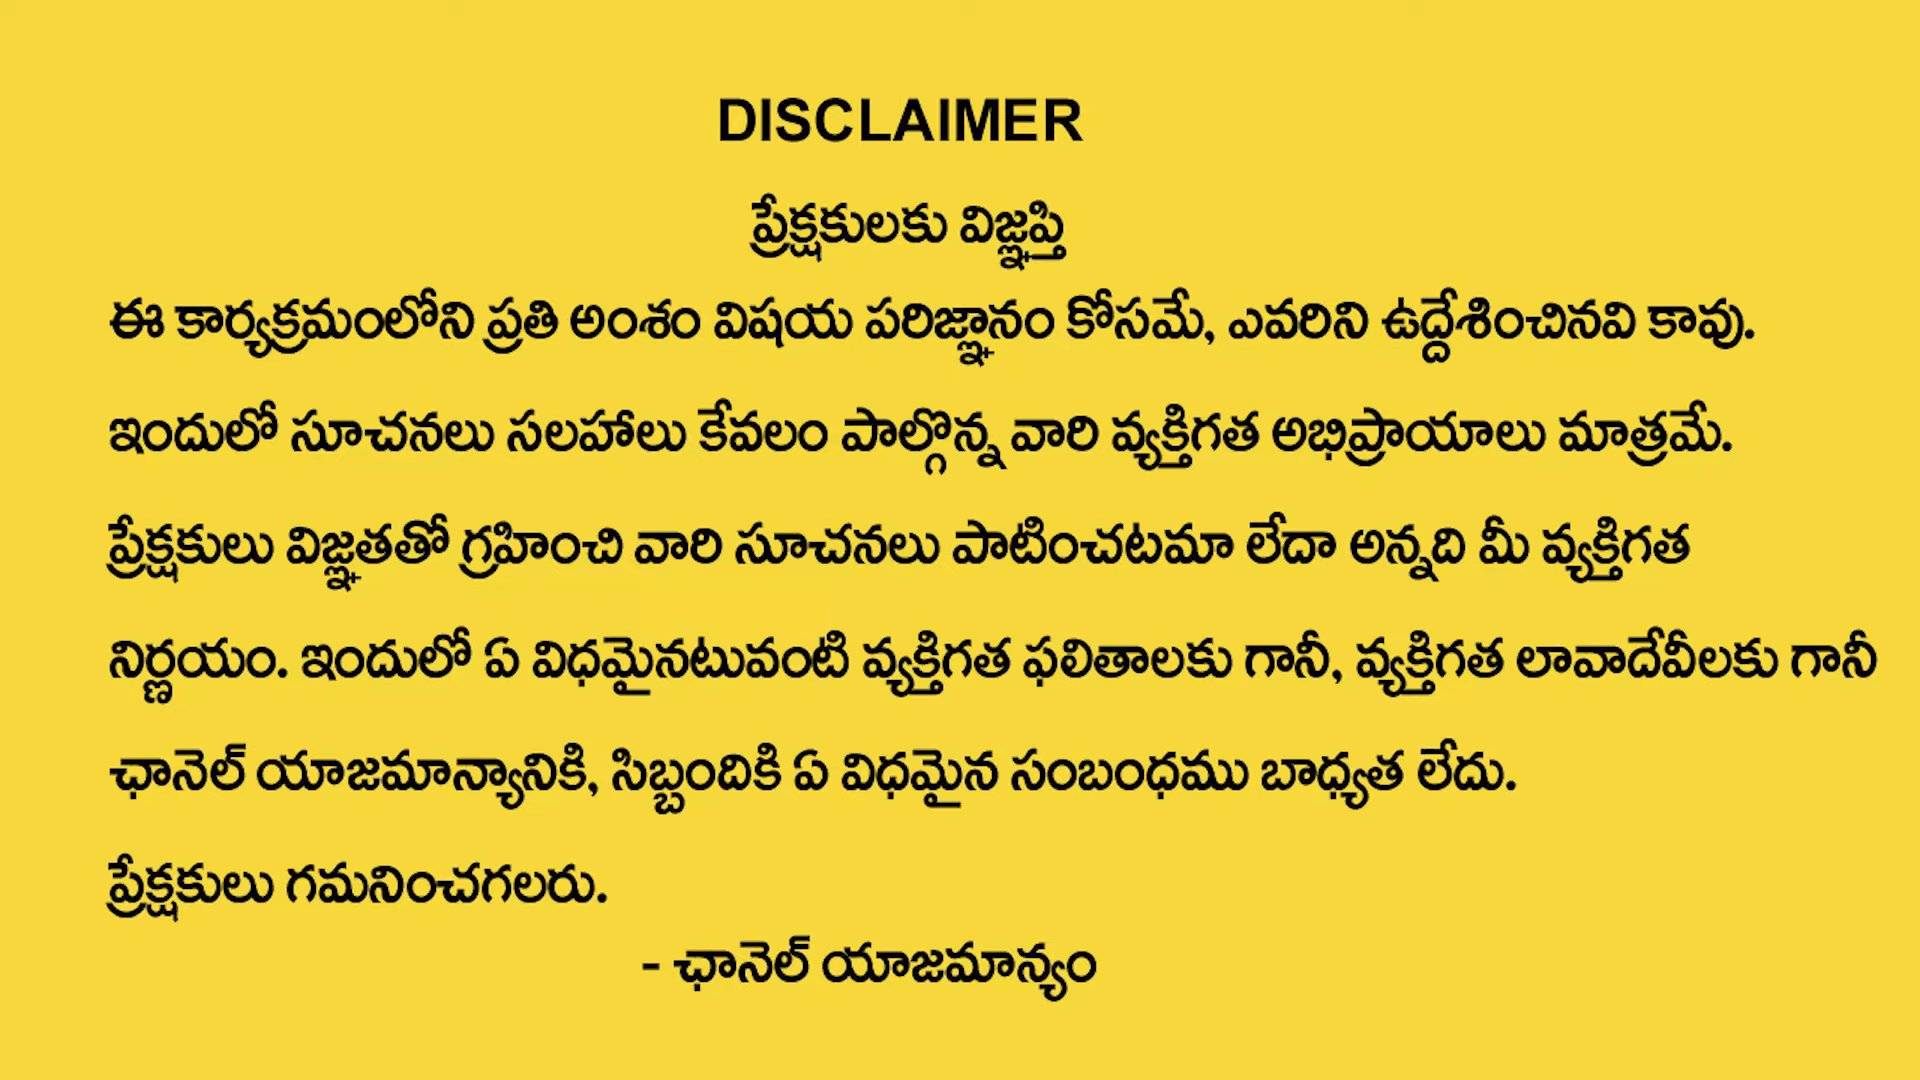 DISCLAIMER
ప్రేక్షకులకు విజ్ఞప్తి
ఈ కార్యక్రమంలోని ప్రతి అంశం విషయ పరిజ్ఞానం కోసమే, ఎవరిని ఉద్దేశించినవి కావు.
ఇందులో సూచనలు సలహాలు కేవలం పాల్గొన్న వారి వ్యక్తిగత అభిప్రాయాలు మాత్రమే.
ప్రేక్షకులు విజ్ఞతతో గ్రహించి వారి సూచనలు పాటించటమా లేదా అన్నది మీ వ్యక్తిగత
నిర్ణయం. ఇందులో ఏ విధమైనటువంటి వ్యక్తిగత ఫలితాలకు గానీ, వ్యక్తిగత లావాదేవీలకు గానీ
ఛానెల్ యాజమాన్యానికి, సిబ్బందికి ఏ విధమైన సంబంధము బాధ్యత లేదు.
ప్రేక్షకులు గమనించగలరు.
- ఛానెల్ యాజమాన్యం